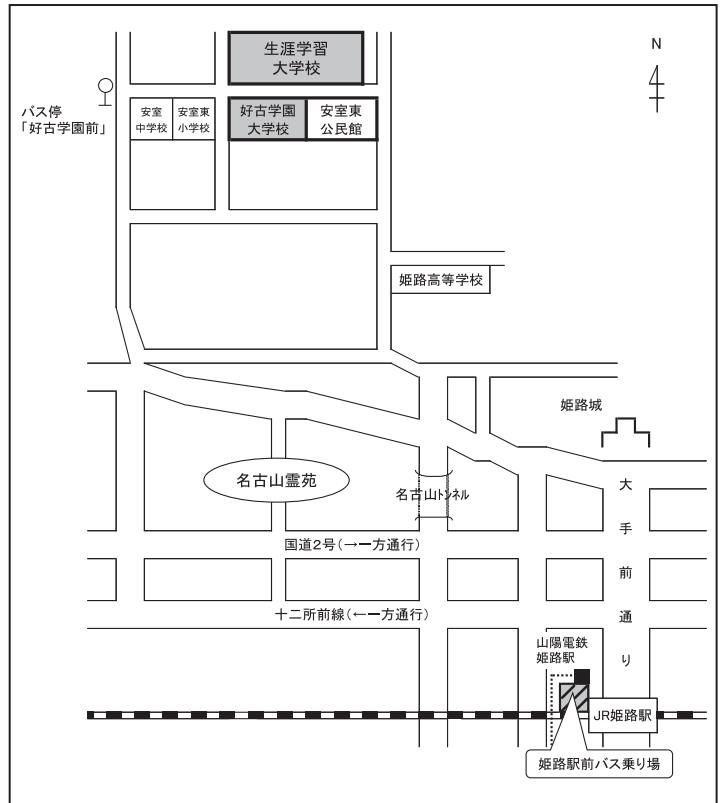 生涯学習
大学校
N
バス停
「好古学園前」
安室
中学校
安室東
小学校
好古学園
大学校
安室東
公民館
姫路高等学校
姫路城
名古山霊苑
名古山トンネル
大手前通り
国道2号(→一方通行)
十二所前線(←一方通行)
山陽電鉄
姫路駅
JR姫路駅
姫路駅前バス乗り場